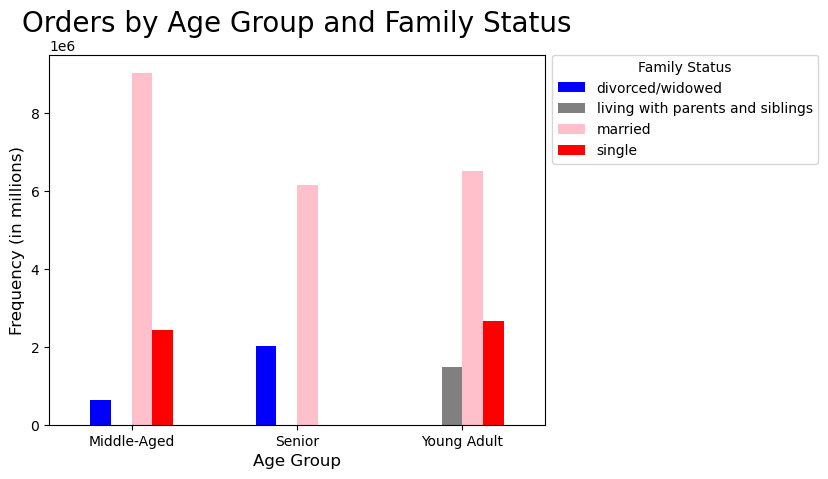 Orders by Age Group and Family Status
1e6
Frequency (in millions)
8
6
4
2
0
Middle-Aged
Senior
Young Adult
Age Group
Family Status
divorced/widowed
living with parents and siblings
married
single